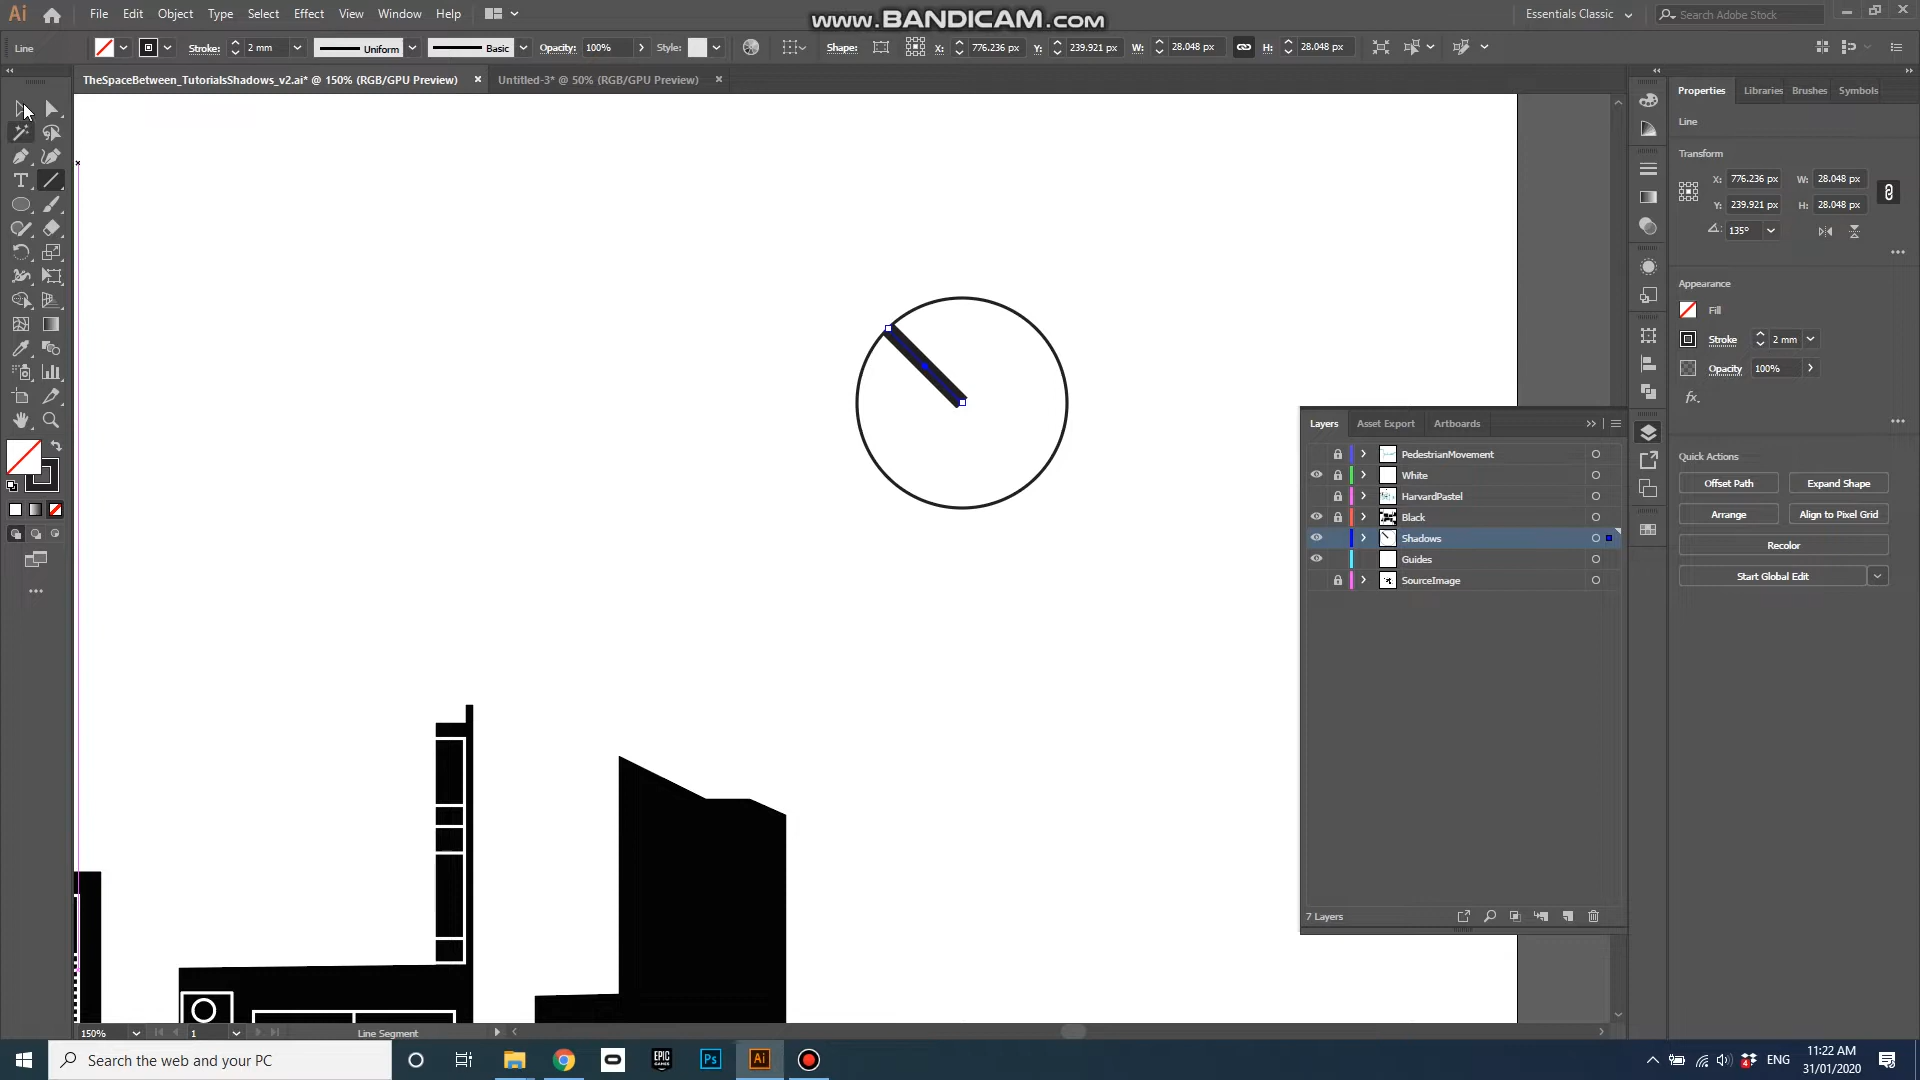 Ai File Edit Object Type Select Effect View Window Help
www.BANDICAM.com
Essentials Classic Search Adobe Stock
Line Stroke: 2 mm Uniform Basic Opacity: 100% Style: Shape: X: 776.236 px Y: 239.921 px W: 28.048 px H: 28.048 px
TheSpaceBetween_TutorialsShadows_v2.ai* @ 150% (RGB/GPU Preview) × Untitled-3* @ 50% (RGB/GPU Preview) ×
Properties Libraries Brushes Symbols
Line
Transform
X: 776.236 px W: 28.048 px
Y: 239.921 px H: 28.048 px
135°
Appearance
Fill
Stroke 2 mm
Opacity 100%
fx.
Quick Actions
Offset Path Expand Shape
Arrange Align to Pixel Grid
Recolor
Start Global Edit
Layers Asset Export Artboards
PedestrianMovement
White
HarvardPastel
Black
Shadows
Guides
SourceImage
7 Layers
150% 1 Line Segment
Search the web and your PC
EPIC GAMES Ps Ai
4 ENG 11:22 AM
31/01/2020